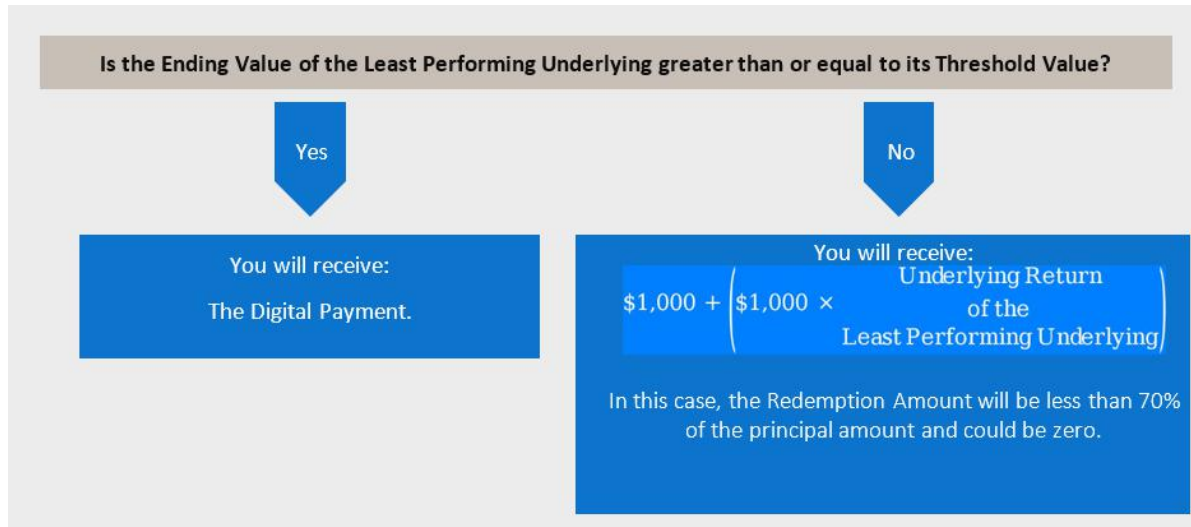 Is the Ending Value of the Least Performing Underlying greater than or equal to its Threshold Value?
Yes
No
You will receive:
The Digital Payment.
You will receive:
$1,000 + ($1,000 ×
Underlying Return
of the
Least Performing Underlying)
In this case, the Redemption Amount will be less than 70%
of the principal amount and could be zero.